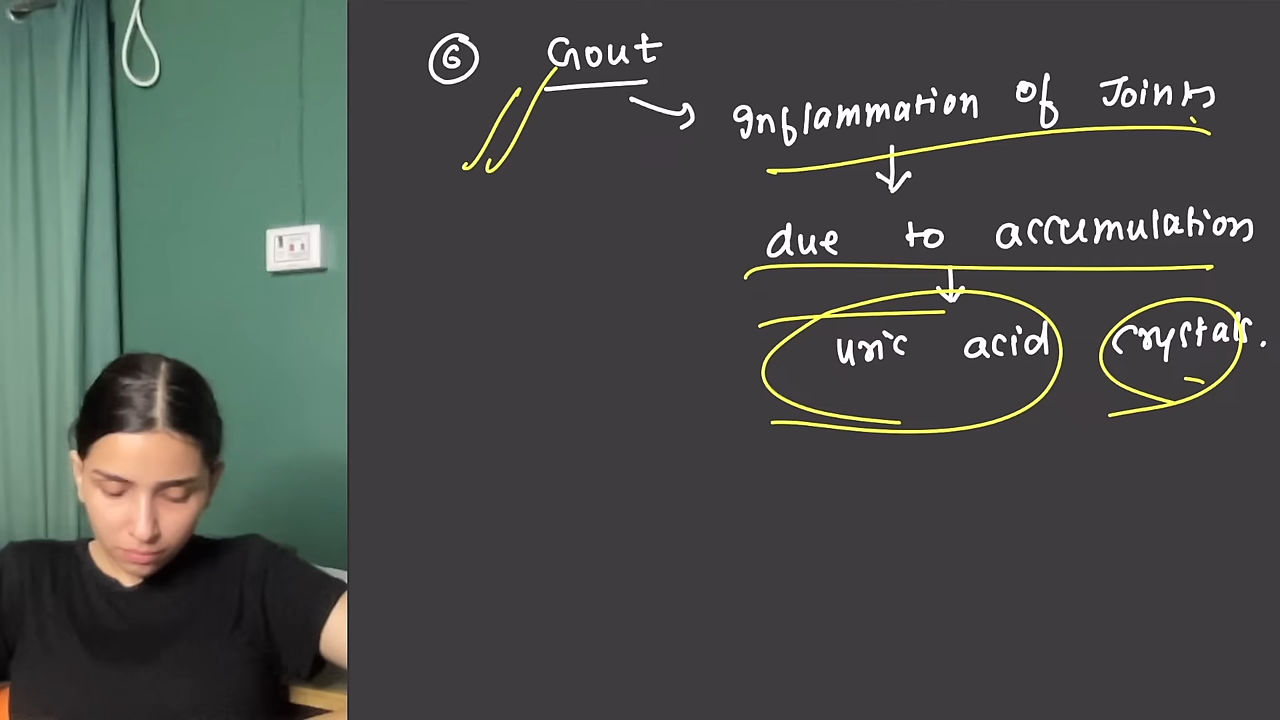 6 Gout
Inflammation of Joints
due to accumulation
uric acid crystals.